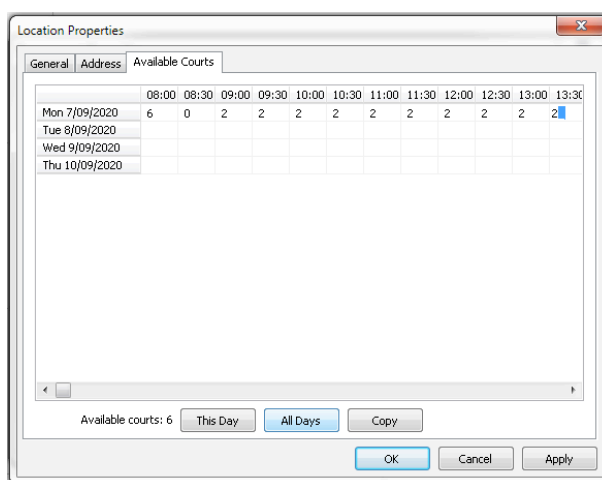 Location Properties
General Address Available Courts
08:00 08:30 09:00 09:30 10:00 10:30 11:00 11:30 12:00 12:30 13:00 13:30
Mon 7/09/2020 6 0 2 2 2 2 2 2 2 2 2 2
Tue 8/09/2020
Wed 9/09/2020
Thu 10/09/2020
Available courts: 6 This Day All Days Copy
OK Cancel Apply